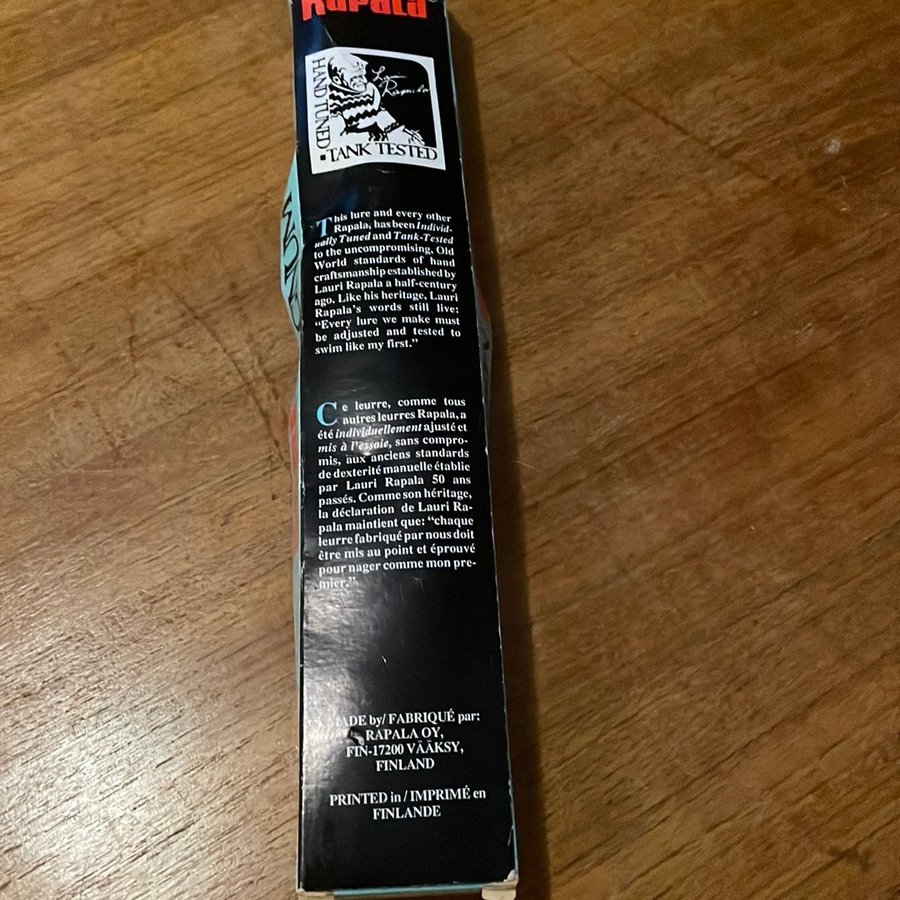 Rapala
HAND TUNED ▪ TANK TESTED
Lauri Rapala
This lure and every other
Rapala, has been Individ-
ually Tuned and Tank-Tested
to the uncompromising, Old
World standards of hand
craftsmanship established by
Lauri Rapala a half-century
ago. Like his heritage, Lauri
Rapala's words still live:
"Every lure we make must
be adjusted and tested to
swim like my first."
Ce leurre, comme tous
autres leurres Rapala, a
été individuellement ajusté et
mis à l'essaie, sans compro-
mis, aux anciens standards
de dexterité manuelle établie
par Lauri Rapala 50 ans
passés. Comme son héritage,
la déclaration de Lauri Ra-
pala maintient que: "chaque
leurre fabriqué par nous doit
être mis au point et éprouvé
pour nager comme mon pre-
mier."
MADE by/ FABRIQUÉ par:
RAPALA OY,
FIN-17200 VÄÄKSY,
FINLAND
PRINTED in / IMPRIMÉ en
FINLANDE